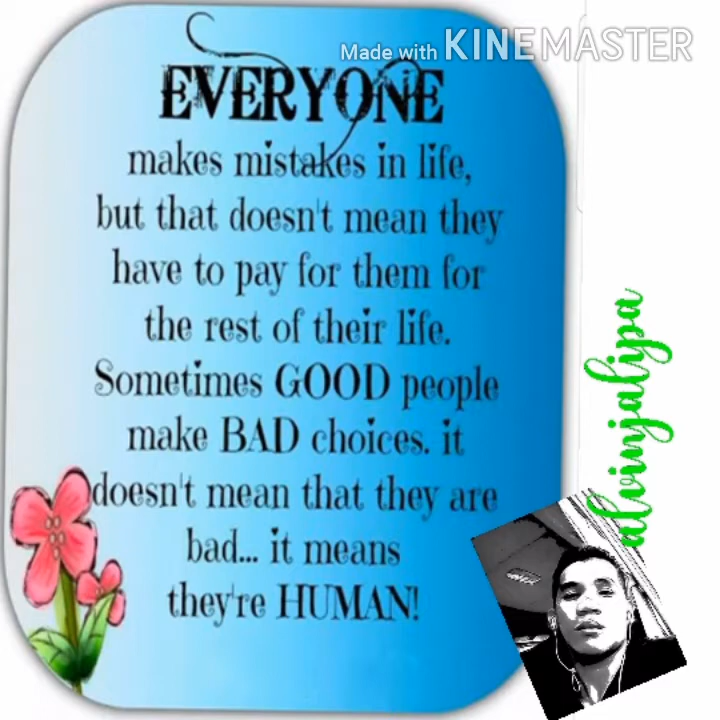 Made with KINEMASTER
EVERYONE
makes mistakes in life,
but that doesn't mean they
have to pay for them for
the rest of their life.
Sometimes GOOD people
make BAD choices. it
doesn't mean that they are
bad... it means
they're HUMAN!
alvinjalipa